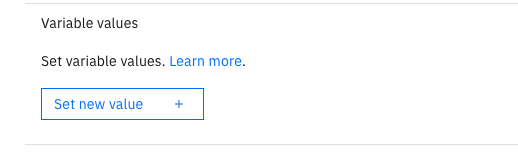 Variable values
Set variable values. Learn more.
Set new value +